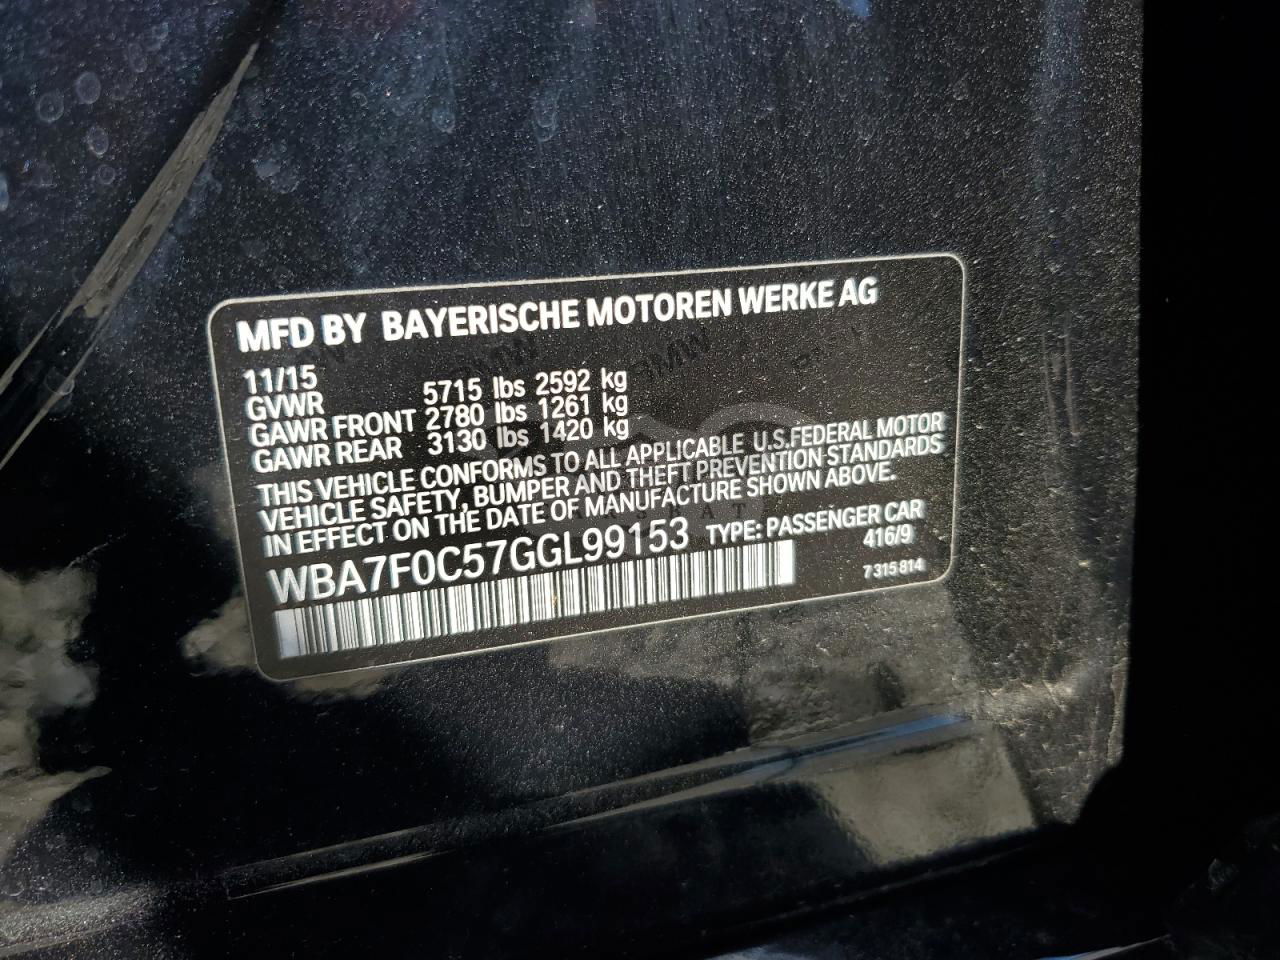 MFD BY BAYERISCHE MOTOREN WERKE AG
11/15
GVWR 5715 lbs 2592 kg
GAWR FRONT 2780 lbs 1261 kg
GAWR REAR 3130 lbs 1420 kg
THIS VEHICLE CONFORMS TO ALL APPLICABLE U.S.FEDERAL MOTOR
VEHICLE SAFETY, BUMPER AND THEFT PREVENTION STANDARDS
IN EFFECT ON THE DATE OF MANUFACTURE SHOWN ABOVE.
WBA7F0C57GGL99153 TYPE: PASSENGER CAR
416/9
7 315 814